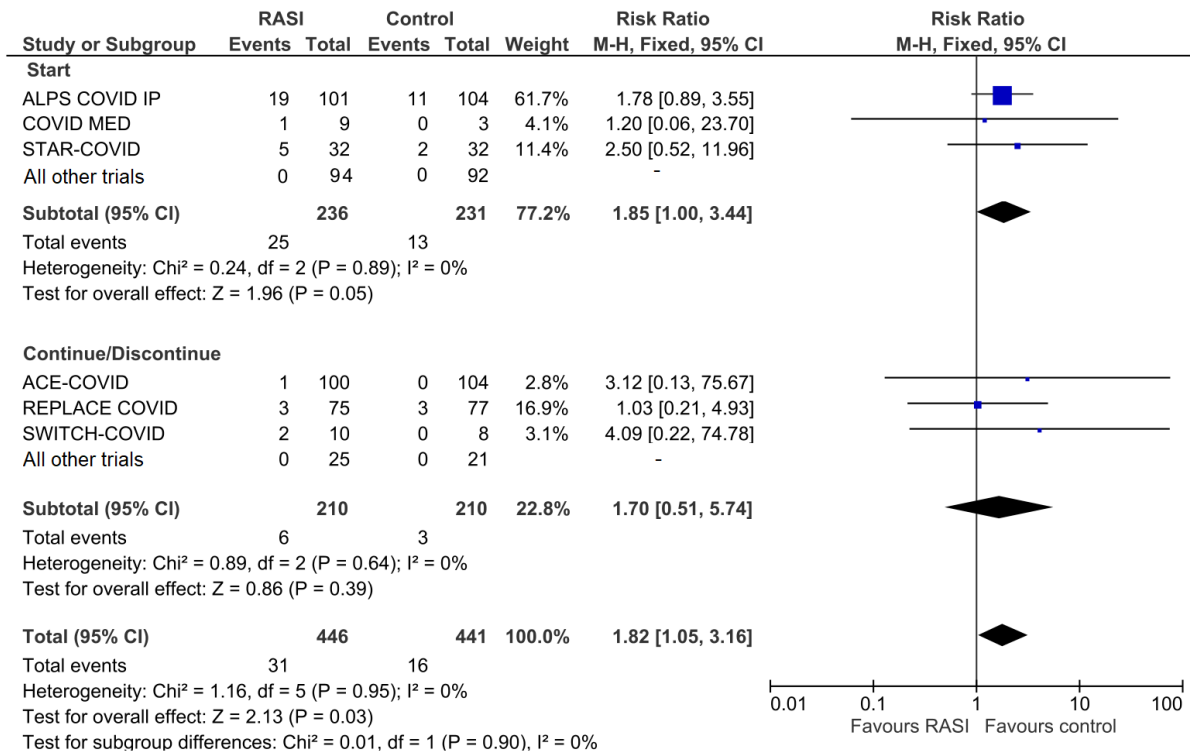 RASI Control Risk Ratio Risk Ratio
Study or Subgroup Events Total Events Total Weight M-H, Fixed, 95% CI M-H, Fixed, 95% CI
Start
ALPS COVID IP 19 101 11 104 61.7% 1.78 [0.89, 3.55]
COVID MED 1 9 0 3 4.1% 1.20 [0.06, 23.70]
STAR-COVID 5 32 2 32 11.4% 2.50 [0.52, 11.96]
All other trials 0 94 0 92 -
Subtotal (95% CI) 236 231 77.2% 1.85 [1.00, 3.44]
Total events 25 13
Heterogeneity: Chi² = 0.24, df = 2 (P = 0.89); I² = 0%
Test for overall effect: Z = 1.96 (P = 0.05)
Continue/Discontinue
ACE-COVID 1 100 0 104 2.8% 3.12 [0.13, 75.67]
REPLACE COVID 3 75 3 77 16.9% 1.03 [0.21, 4.93]
SWITCH-COVID 2 10 0 8 3.1% 4.09 [0.22, 74.78]
All other trials 0 25 0 21 -
Subtotal (95% CI) 210 210 22.8% 1.70 [0.51, 5.74]
Total events 6 3
Heterogeneity: Chi² = 0.89, df = 2 (P = 0.64); I² = 0%
Test for overall effect: Z = 0.86 (P = 0.39)
Total (95% CI) 446 441 100.0% 1.82 [1.05, 3.16]
Total events 31 16
Heterogeneity: Chi² = 1.16, df = 5 (P = 0.95); I² = 0%
Test for overall effect: Z = 2.13 (P = 0.03)
Test for subgroup differences: Chi² = 0.01, df = 1 (P = 0.90), I² = 0%
0.01 0.1 1 10 100
Favours RASI Favours control